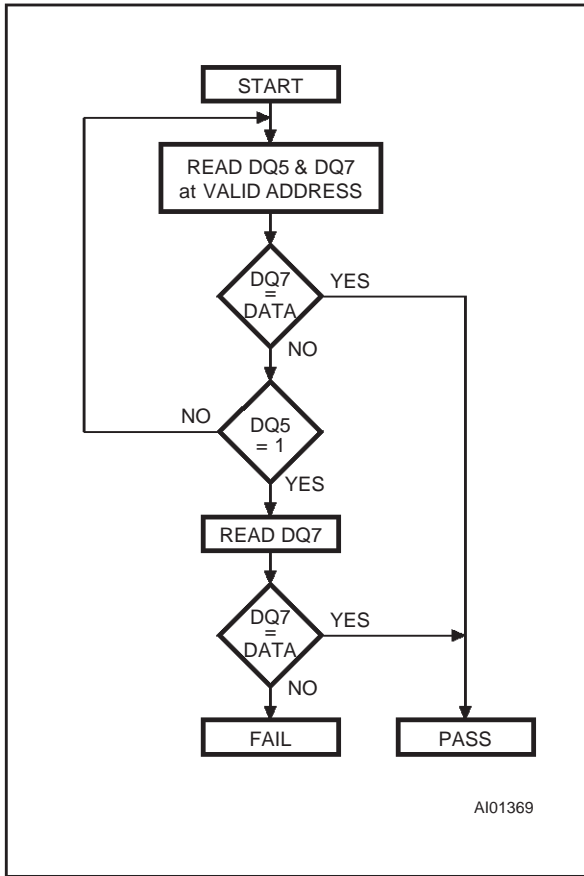 START
READ DQ5 & DQ7
at VALID ADDRESS
DQ7
=
DATA
YES
NO
NO
DQ5
= 1
YES
READ DQ7
DQ7
=
DATA
YES
NO
FAIL
PASS
AI01369